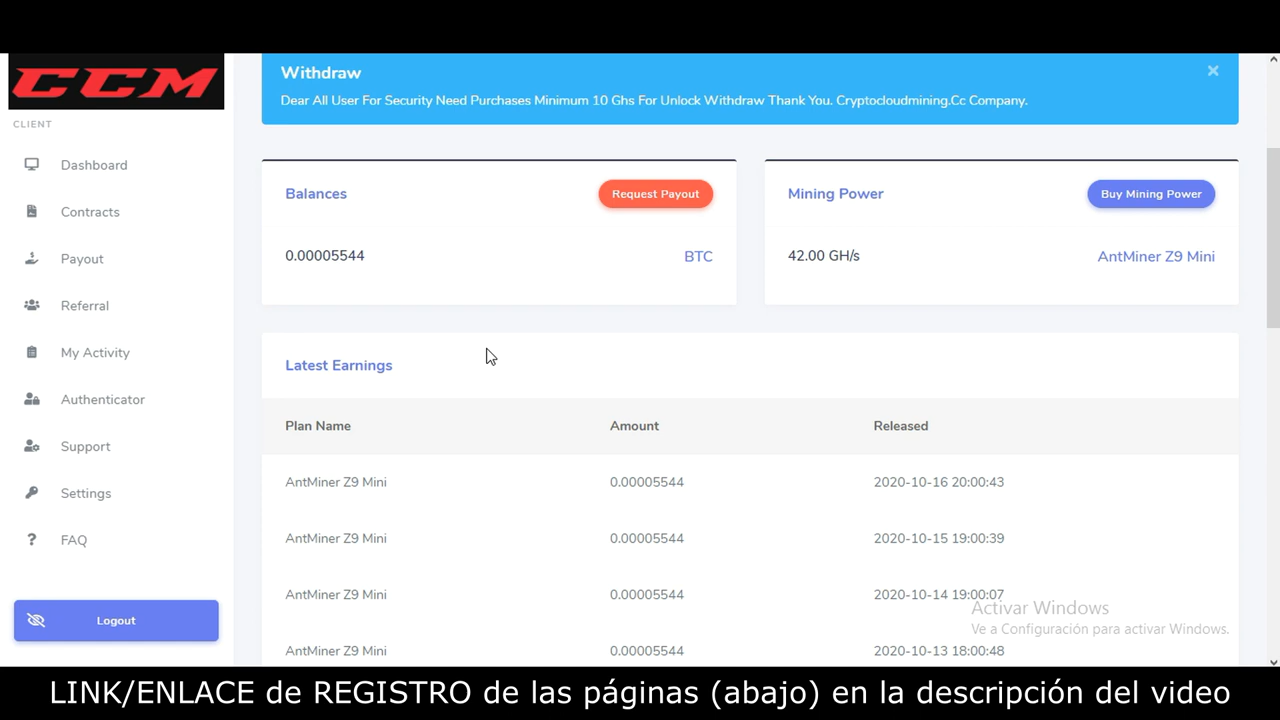 CCM
CLIENT
Dashboard
Contracts
Payout
Referral
My Activity
Authenticator
Support
Settings
? FAQ
Logout
Withdraw
×
Dear All User For Security Need Purchases Minimum 10 Ghs For Unlock Withdraw Thank You. Cryptocloudmining.Cc Company.
Balances
Request Payout
0.00005544
BTC
Mining Power
Buy Mining Power
42.00 GH/s
AntMiner Z9 Mini
Latest Earnings
Plan Name Amount Released
AntMiner Z9 Mini 0.00005544 2020-10-16 20:00:43
AntMiner Z9 Mini 0.00005544 2020-10-15 19:00:39
AntMiner Z9 Mini 0.00005544 2020-10-14 19:00:07
AntMiner Z9 Mini 0.00005544 2020-10-13 18:00:48
Activar Windows
Ve a Configuración para activar Windows.
LINK/ENLACE de REGISTRO de las páginas (abajo) en la descripción del video